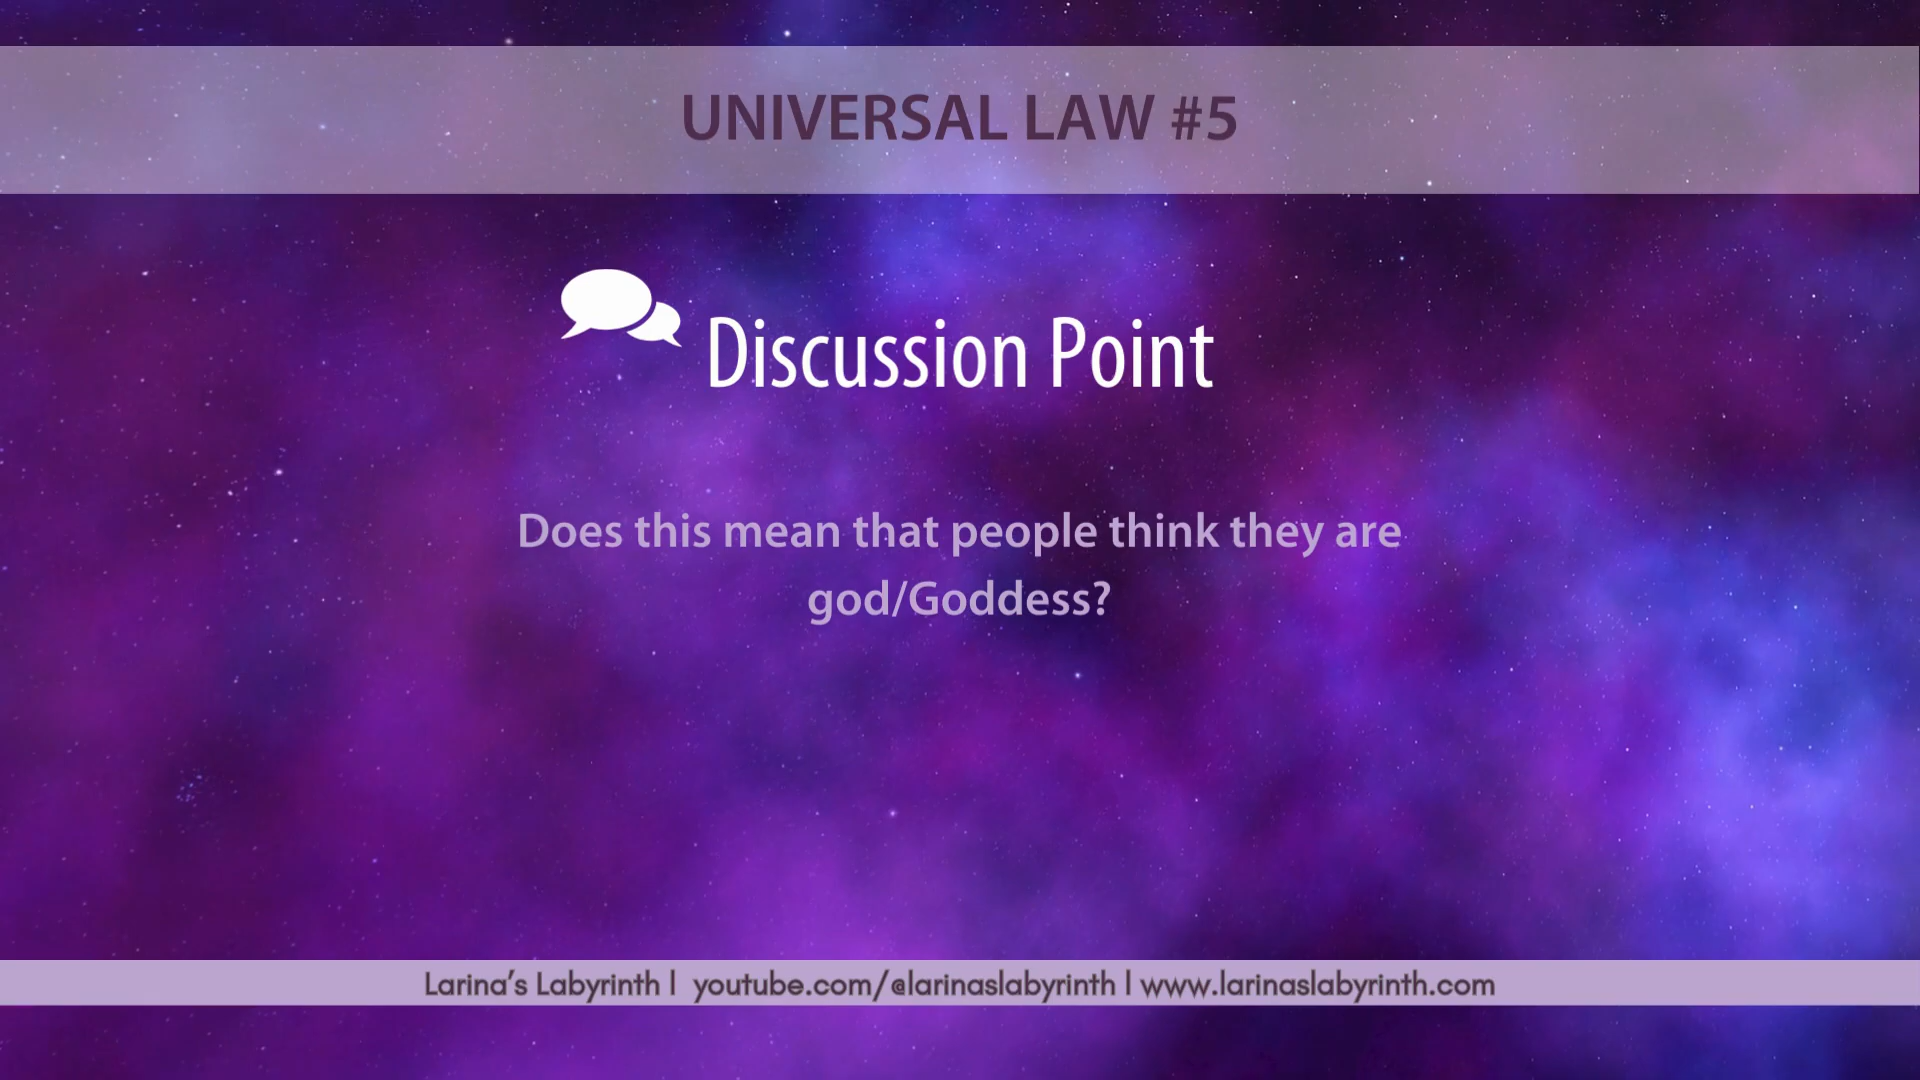 UNIVERSAL LAW #5
Discussion Point
Does this mean that people think they are
god/Goddess?
Larina’s Labyrinth | youtube.com/@larinaslabyrinth | www.larinaslabyrinth.com